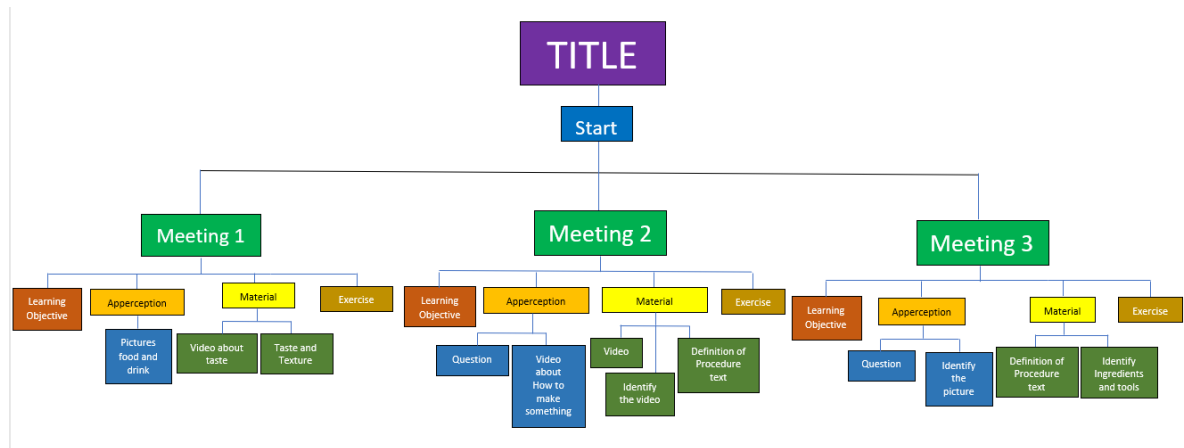 TITLE
Start
Meeting 1
Meeting 2
Meeting 3
Learning
Objective
Apperception
Material
Exercise
Pictures
food and
drink
Video about
taste
Taste and
Texture
Learning
Objective
Apperception
Material
Exercise
Question
Video
about
How to
make
something
Video
Identify
the video
Definition of
Procedure
text
Learning
Objective
Apperception
Material
Exercise
Question
Identify
the
picture
Definition of
Procedure
text
Identify
Ingredients
and tools